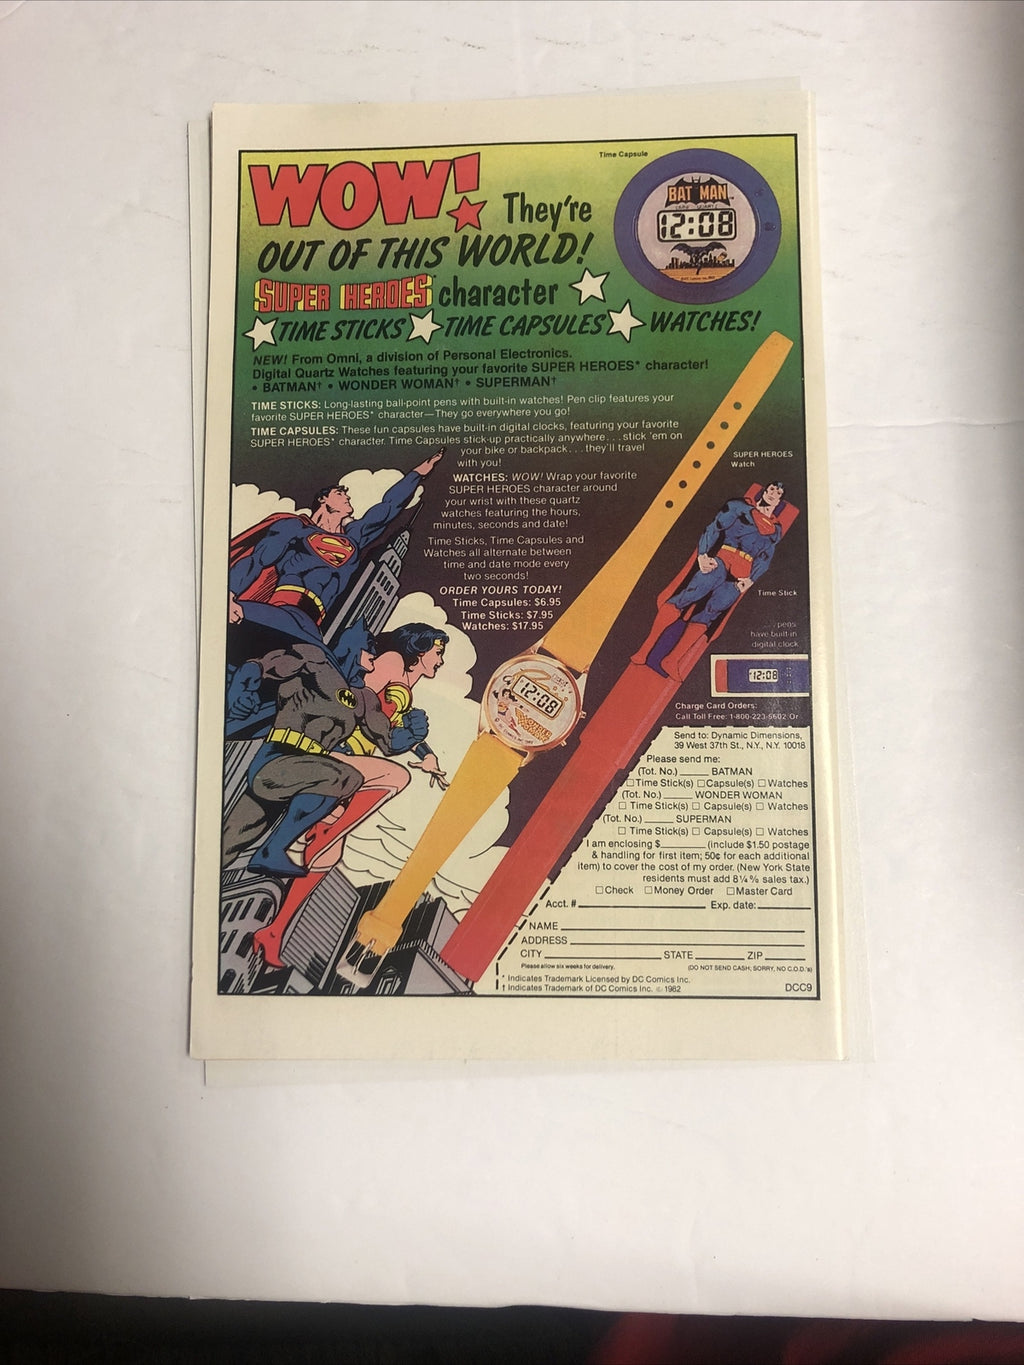 Time Capsule
BAT MAN
12:08
WOW! They're
OUT OF THIS WORLD!
SUPER HEROES* character
TIME STICKS TIME CAPSULES WATCHES!
NEW! From Omni, a division of Personal Electronics.
Digital Quartz Watches featuring your favorite SUPER HEROES* character!
• BATMAN† • WONDER WOMAN† • SUPERMAN†
TIME STICKS: Long-lasting ball-point pens with built-in watches! Pen clip features your
favorite SUPER HEROES* character—They go everywhere you go!
TIME CAPSULES: These fun capsules have built-in digital clocks, featuring your favorite
SUPER HEROES* character. Time Capsules stick-up practically anywhere... stick 'em on
your bike or backpack... they'll travel
with you!
WATCHES: WOW! Wrap your favorite
SUPER HEROES character around
your wrist with these quartz
watches featuring the hours,
minutes, seconds and date!
Time Sticks, Time Capsules and
Watches all alternate between
time and date mode every
two seconds!
ORDER YOURS TODAY!
Time Capsules: $6.95
Time Sticks: $7.95
Watches: $17.95
SUPER HEROES
Watch
Time Stick
...pens
have built-in
digital clock
12:08
12:08
Charge Card Orders:
Call Toll Free: 1-800-223-5602 Or
Send to: Dynamic Dimensions,
39 West 37th St., N.Y., N.Y. 10018
Please send me:
(Tot. No.) ____ BATMAN
☐ Time Stick(s) ☐ Capsule(s) ☐ Watches
(Tot. No.) ____ WONDER WOMAN
☐ Time Stick(s) ☐ Capsule(s) ☐ Watches
(Tot. No.) ____ SUPERMAN
☐ Time Stick(s) ☐ Capsule(s) ☐ Watches
I am enclosing $______ (include $1.50 postage
& handling for first item; 50¢ for each additional
item) to cover the cost of my order. (New York State
residents must add 8¼% sales tax.)
☐ Check ☐ Money Order ☐ Master Card
Acct. # ______ Exp. date: ______
NAME ______
ADDRESS ______
CITY ______ STATE ______ ZIP ______
Please allow six weeks for delivery. (DO NOT SEND CASH; SORRY, NO C.O.D.'s)
* Indicates Trademark Licensed by DC Comics Inc.
† Indicates Trademark of DC Comics Inc. © 1982
DCC9